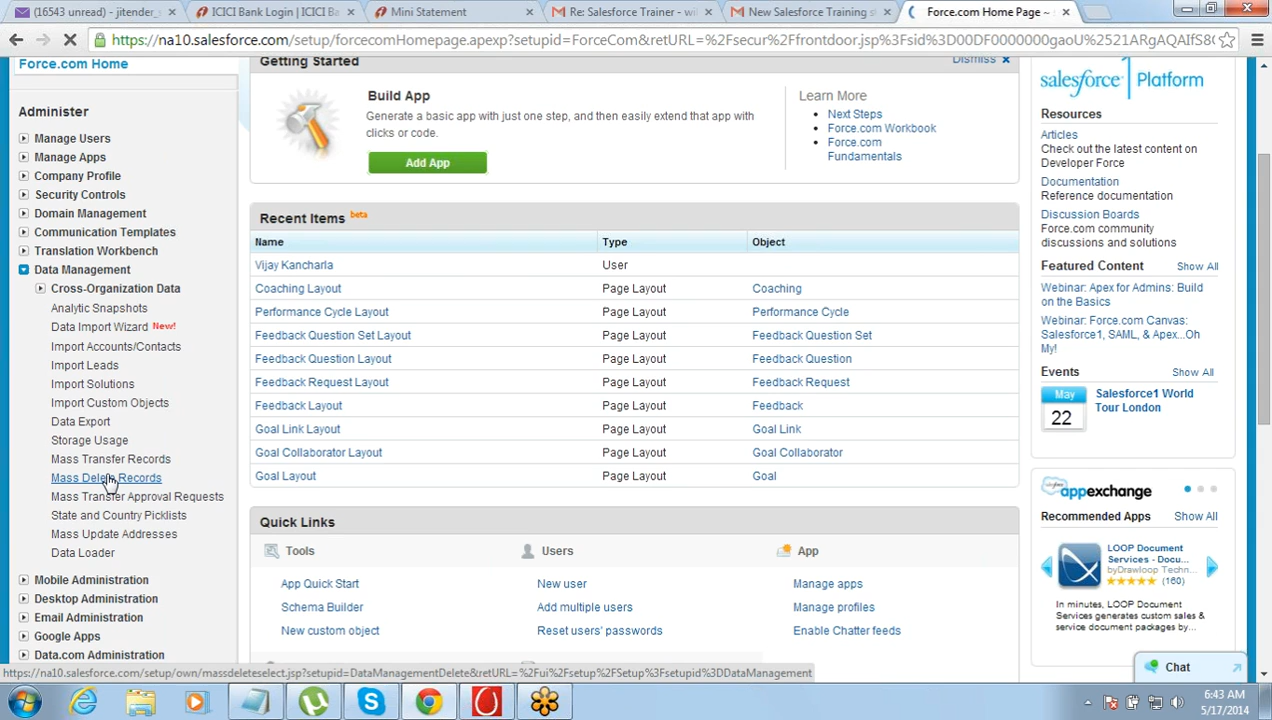 (16543 unread) - jitender_s
ICICI Bank Login | ICICI B
Mini Statement
Re: Salesforce Trainer - wi
New Salesforce Training s
Force.com Home Page ~ s
https://na10.salesforce.com/setup/forcecomHomepage.apexp?setupid=ForceCom&retURL=%2Fsecur%2Ffrontdoor.jsp%3Fsid%3D00DF0000000gaoU%2521ARgAQAIfS8
Force.com Home
Administer
Manage Users
Manage Apps
Company Profile
Security Controls
Domain Management
Communication Templates
Translation Workbench
Data Management
Cross-Organization Data
Analytic Snapshots
Data Import Wizard New!
Import Accounts/Contacts
Import Leads
Import Solutions
Import Custom Objects
Data Export
Storage Usage
Mass Transfer Records
Mass Delete Records
Mass Transfer Approval Requests
State and Country Picklists
Mass Update Addresses
Data Loader
Mobile Administration
Desktop Administration
Email Administration
Google Apps
Data.com Administration
Getting Started
Dismiss
Build App
Generate a basic app with just one step, and then easily extend that app with
clicks or code.
Add App
Learn More
Next Steps
Force.com Workbook
Force.com
Fundamentals
Recent Items beta
Name Type Object
Vijay Kancharla User
Coaching Layout Page Layout Coaching
Performance Cycle Layout Page Layout Performance Cycle
Feedback Question Set Layout Page Layout Feedback Question Set
Feedback Question Layout Page Layout Feedback Question
Feedback Request Layout Page Layout Feedback Request
Feedback Layout Page Layout Feedback
Goal Link Layout Page Layout Goal Link
Goal Collaborator Layout Page Layout Goal Collaborator
Goal Layout Page Layout Goal
Quick Links
Tools
App Quick Start
Schema Builder
New custom object
Users
New user
Add multiple users
Reset users' passwords
App
Manage apps
Manage profiles
Enable Chatter feeds
salesforce1 Platform
Resources
Articles
Check out the latest content on
Developer Force
Documentation
Reference documentation
Discussion Boards
Force.com community
discussions and solutions
Featured Content Show All
Webinar: Apex for Admins: Build
on the Basics
Webinar: Force.com Canvas:
Salesforce1, SAML, & Apex...Oh
My!
Events Show All
May
22
Salesforce1 World
Tour London
appexchange
Recommended Apps Show All
LOOP Document
Services - Docu...
byDrawloop Techn...
(160)
In minutes, LOOP Document
Services generates custom sales &
service document packages by...
Chat
https://na10.salesforce.com/setup/own/massdeleteselect.jsp?setupid=DataManagementDelete&retURL=%2Fui%2Fsetup%2FSetup%3Fsetupid%3DDataManagement
6:43 AM
5/17/2014